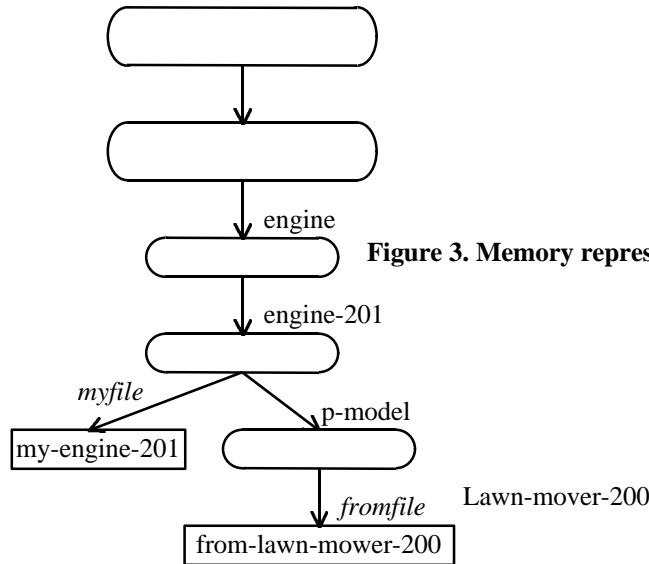 engine
Figure 3. Memory repres
engine-201
myfile
p-model
my-engine-201
Lawn-mover-200
fromfile
from-lawn-mower-200